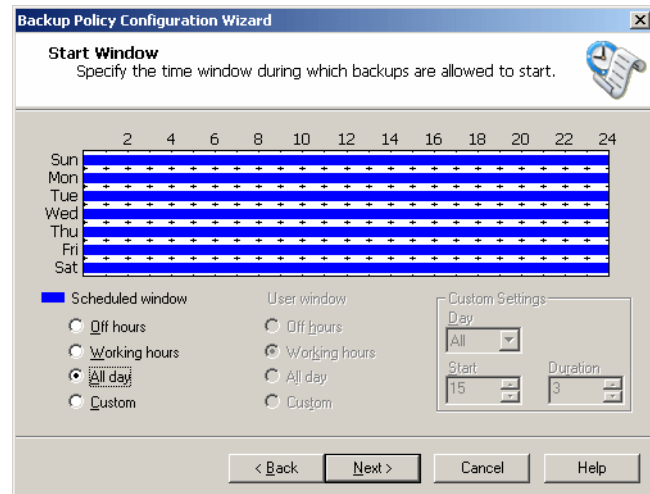 Backup Policy Configuration Wizard
Start Window
Specify the time window during which backups are allowed to start.
2 4 6 8 10 12 14 16 18 20 22 24
Sun
Mon
Tue
Wed
Thu
Fri
Sat
Scheduled window
Off hours
Working hours
All day
Custom
User window
Off hours
Working hours
All day
Custom
Custom Settings
Day
All
Start Duration
15 3
< Back Next > Cancel Help